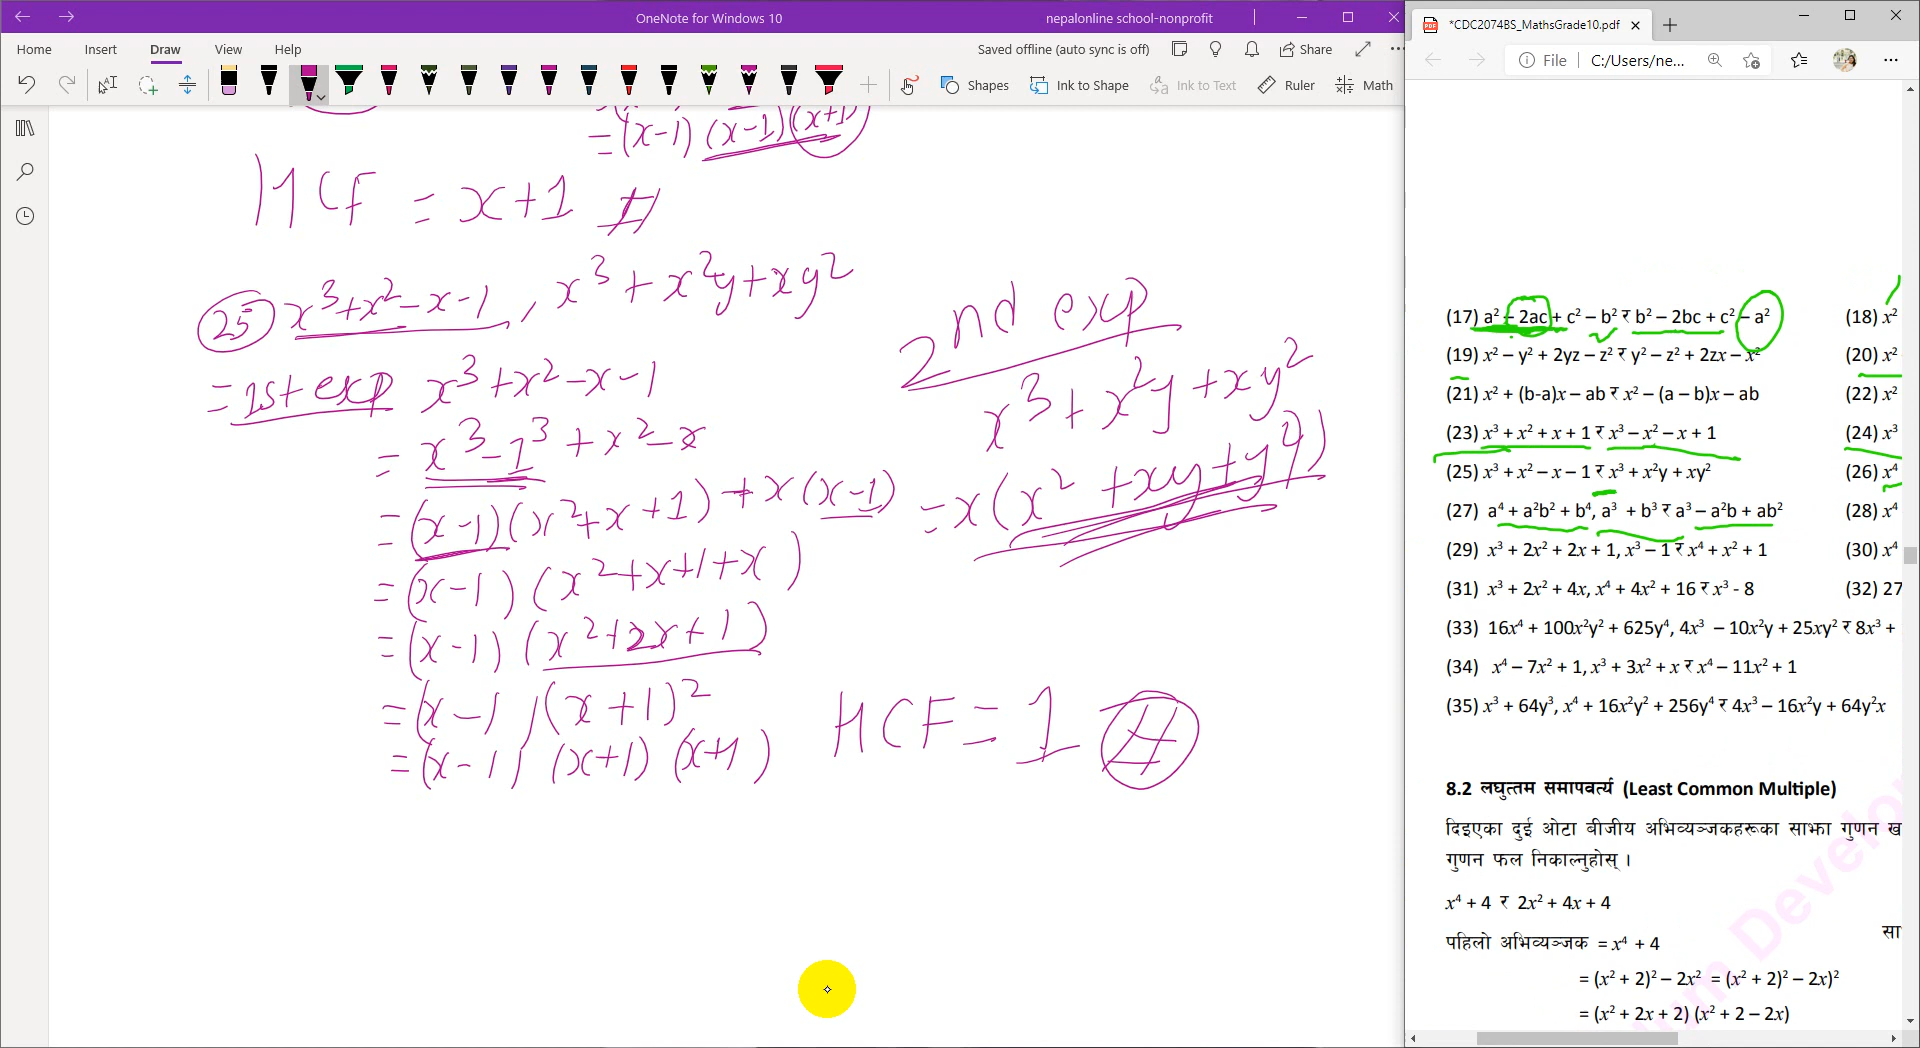 OneNote for Windows 10
nepalonline school-nonprofit
Home Insert Draw View Help
Saved offline (auto sync is off) Share
Shapes Ink to Shape Ink to Text Ruler Math
= (x-1) (x-1) (x+1)
HCF = x+1 #
(25) x³+x²-x-1, x³+x²y+xy²
= 1st exp x³+x²-x-1
= x³-1³+x²-x
= (x-1)(x²+x+1)+x(x-1)
= (x-1) (x²+x+1+x)
= (x-1) (x²+2x+1)
= (x-1) (x+1)²
= (x-1) (x+1) (x+1)
2nd exp
x³+x²y+xy²
= x(x²+xy+y²)
HCF = 1 #
*CDC2074BS_MathsGrade10.pdf
File C:/Users/ne...
(17) a² – 2ac + c² – b² र b² – 2bc + c² – a² (18) x²
(19) x² – y² + 2yz – z² र y² – z² + 2zx – x² (20) x²
(21) x² + (b-a)x – ab र x² – (a – b)x – ab (22) x²
(23) x³ + x² + x + 1 र x³ – x² – x + 1 (24) x³
(25) x³ + x² – x – 1 र x³ + x²y + xy² (26) x⁴
(27) a⁴ + a²b² + b⁴, a³ + b³ र a³ – a²b + ab² (28) x⁴
(29) x³ + 2x² + 2x + 1, x³ – 1 र x⁴ + x² + 1 (30) x⁴
(31) x³ + 2x² + 4x, x⁴ + 4x² + 16 र x³ - 8 (32) 27
(33) 16x⁴ + 100x²y² + 625y⁴, 4x³ – 10x²y + 25xy² र 8x³ +
(34) x⁴ – 7x² + 1, x³ + 3x² + x र x⁴ – 11x² + 1
(35) x³ + 64y³, x⁴ + 16x²y² + 256y⁴ र 4x³ – 16x²y + 64y²x
8.2 लघुत्तम समापवर्त्य (Least Common Multiple)
दिइएका दुई ओटा बीजीय अभिव्यञ्जकहरूका साझा गुणन ख
गुणन फल निकाल्नुहोस् ।
x⁴ + 4 र 2x² + 4x + 4
सा
पहिलो अभिव्यञ्जक = x⁴ + 4
= (x² + 2)² – 2x² = (x² + 2)² – 2x)²
= (x² + 2x + 2) (x² + 2 – 2x)